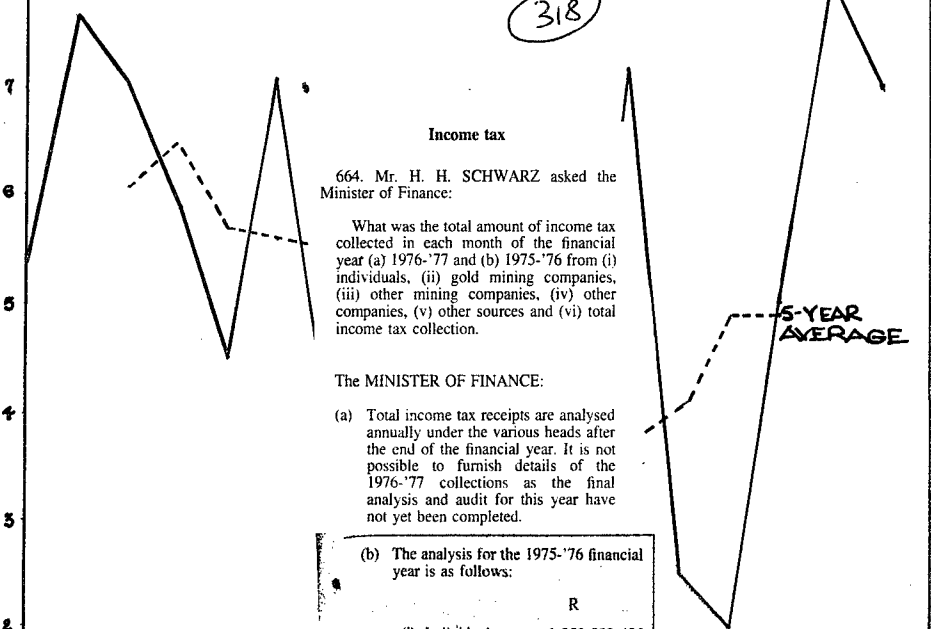 318
7
6
5
4
3
2
5-YEAR
AVERAGE
Income tax
664. Mr. H. H. SCHWARZ asked the
Minister of Finance:
What was the total amount of income tax
collected in each month of the financial
year (a) 1976-'77 and (b) 1975-'76 from (i)
individuals, (ii) gold mining companies,
(iii) other mining companies, (iv) other
companies, (v) other sources and (vi) total
income tax collection.
The MINISTER OF FINANCE:
(a) Total income tax receipts are analysed
annually under the various heads after
the end of the financial year. It is not
possible to furnish details of the
1976-'77 collections as the final
analysis and audit for this year have
not yet been completed.
(b) The analysis for the 1975-'76 financial
year is as follows:
R